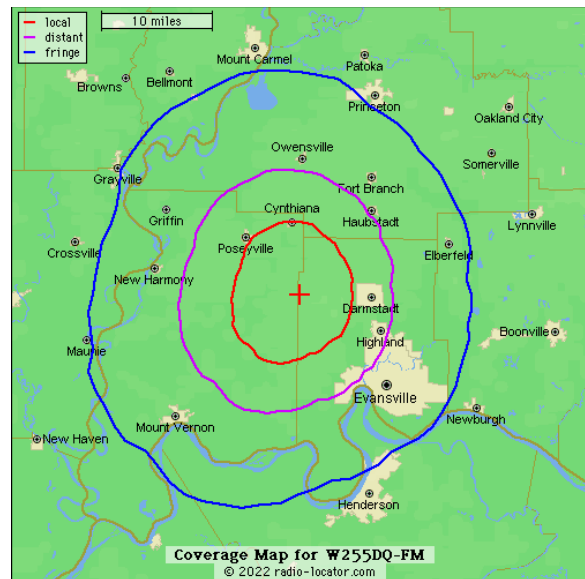 local
distant
fringe
10 miles
Mount Carmel
Patoka
Browns
Bellmont
Princeton
Oakland City
Owensville
Somerville
Grayville
Fort Branch
Griffin
Cynthiana
Haubstadt
Lynnville
Crossville
Poseyville
Elberfeld
New Harmony
Darmstadt
Highland
Boonville
Maunie
Evansville
Mount Vernon
Newburgh
New Haven
Henderson
Coverage Map for W255DQ-FM
© 2022 radio-locator.com